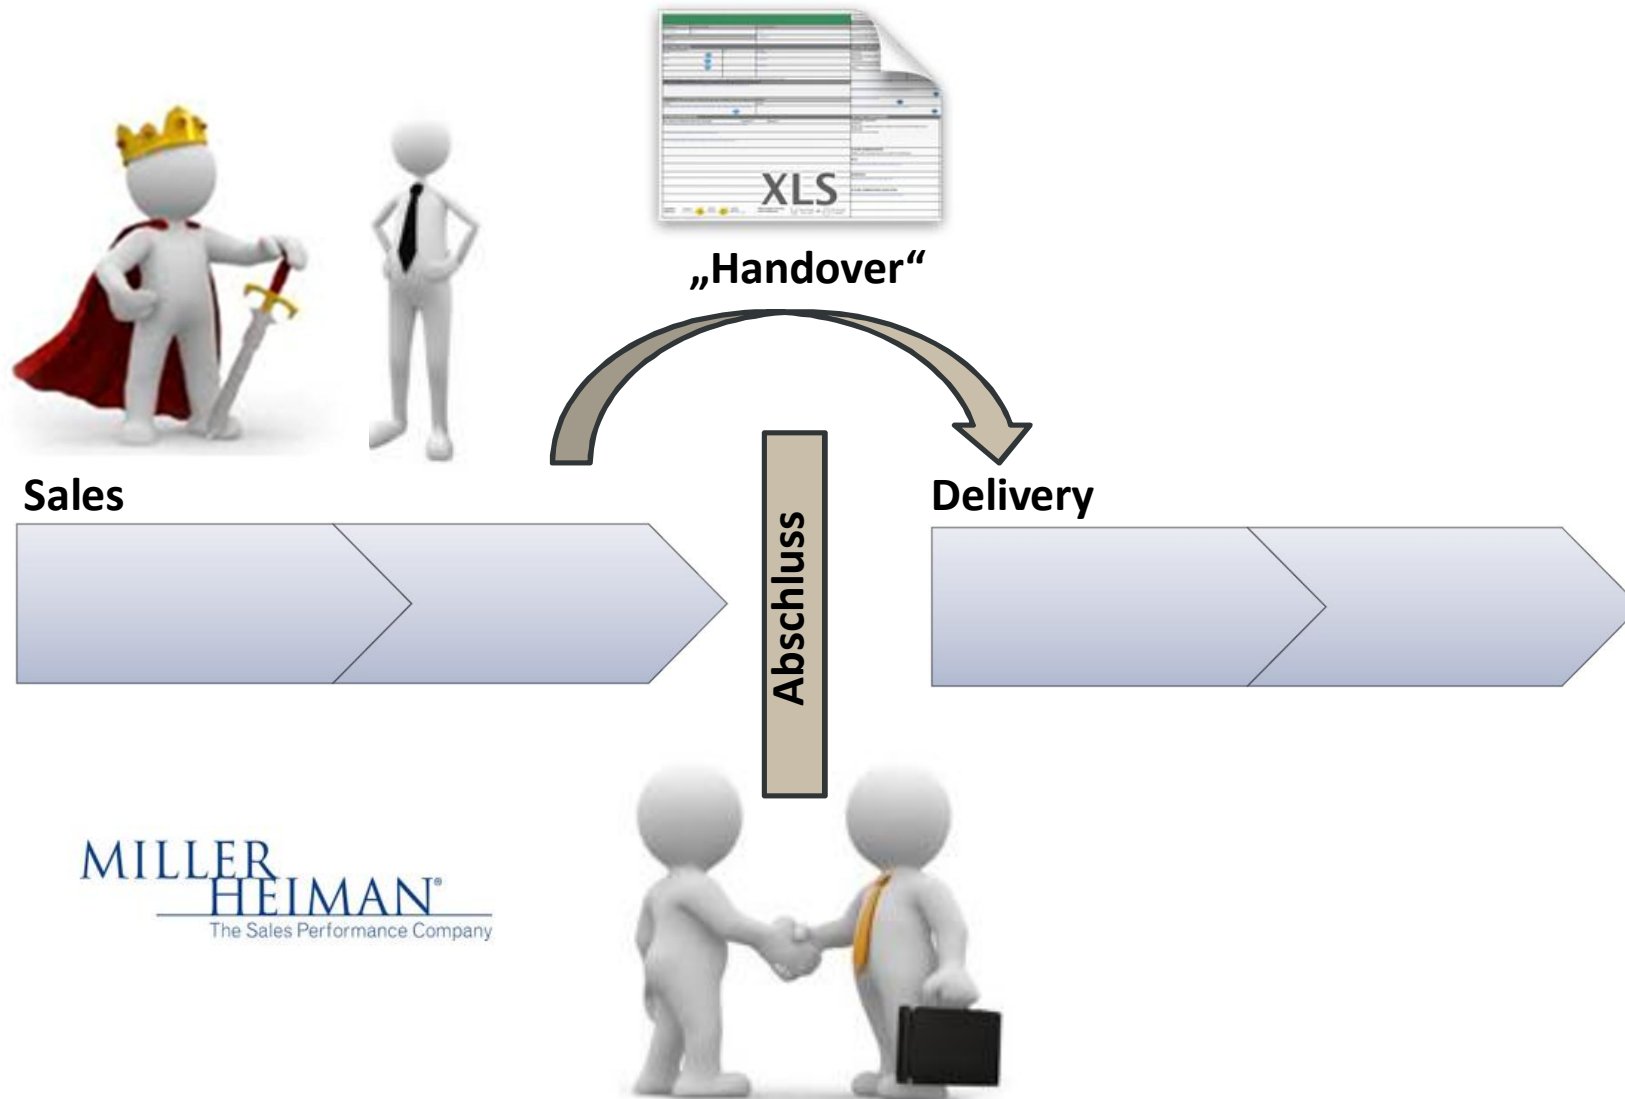 XLS
„Handover“
Sales
Delivery
Abschluss
MILLER
HEIMAN®
The Sales Performance Company